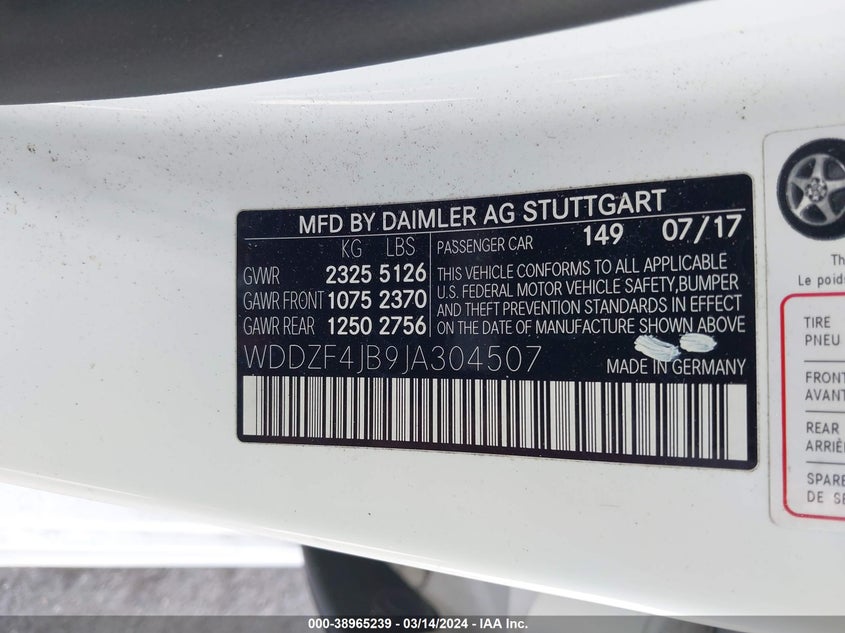 MFD BY DAIMLER AG STUTTGART
KG LBS
GVWR 2325 5126
GAWR FRONT 1075 2370
GAWR REAR 1250 2756
PASSENGER CAR 149 07/17
THIS VEHICLE CONFORMS TO ALL APPLICABLE
U.S. FEDERAL MOTOR VEHICLE SAFETY,BUMPER
AND THEFT PREVENTION STANDARDS IN EFFECT
ON THE DATE OF MANUFACTURE SHOWN ABOVE
WDDZF4JB9JA304507
MADE IN GERMANY
Th
Le poids
TIRE
PNEU
FRONT
AVANT
REAR
ARRIÈ
SPARE
DE SE
000-38965239 - 03/14/2024 - IAA Inc.